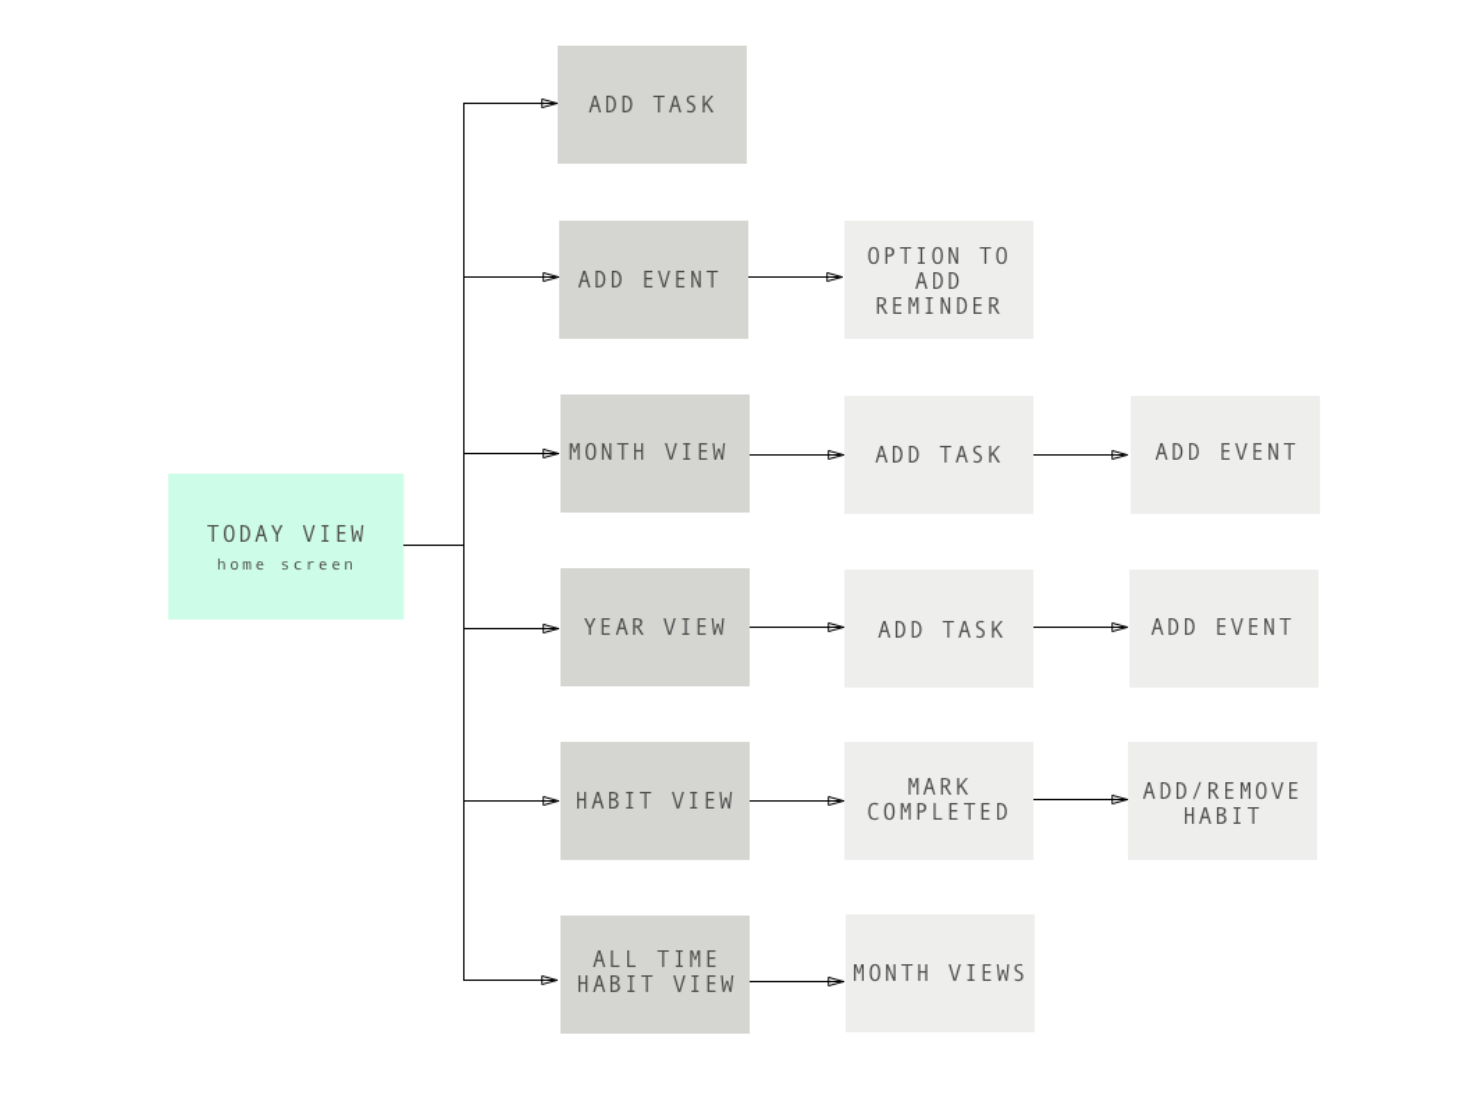 ADD TASK
ADD EVENT
OPTION TO
ADD
REMINDER
MONTH VIEW
ADD TASK
ADD EVENT
TODAY VIEW
home screen
YEAR VIEW
ADD TASK
ADD EVENT
HABIT VIEW
MARK
COMPLETED
ADD/REMOVE
HABIT
ALL TIME
HABIT VIEW
MONTH VIEWS